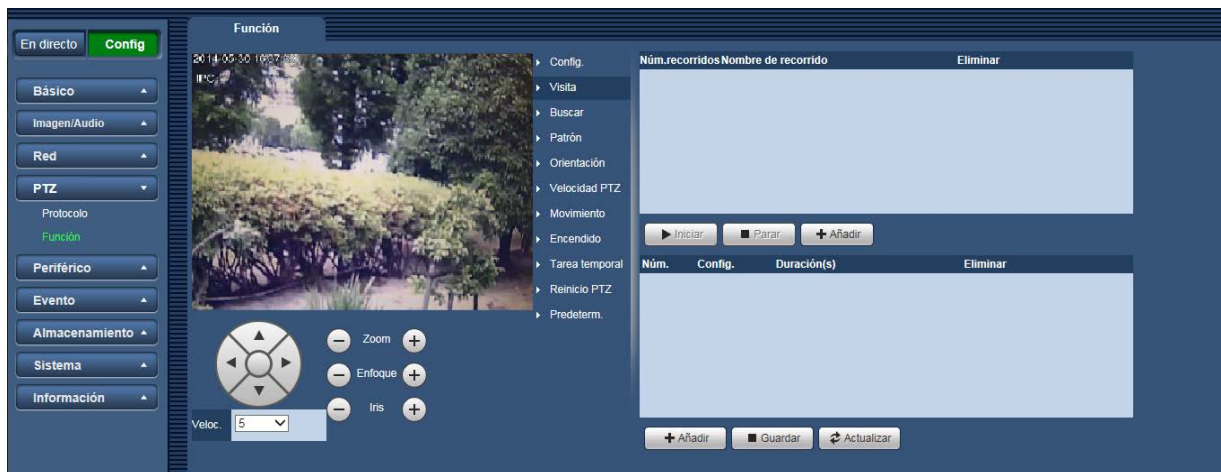 En directo
Config
Función
Básico
Imagen/Audio
Red
PTZ
Protocolo
Función
Periférico
Evento
Almacenamiento
Sistema
Información
IPC
Zoom
Enfoque
Iris
Veloc.
5
Config.
Visita
Buscar
Patrón
Orientación
Velocidad PTZ
Movimiento
Encendido
Tarea temporal
Reinicio PTZ
Predeterm.
Núm.recorridos Nombre de recorrido Eliminar
Iniciar Parar Añadir
Núm. Config. Duración(s) Eliminar
Añadir Guardar Actualizar